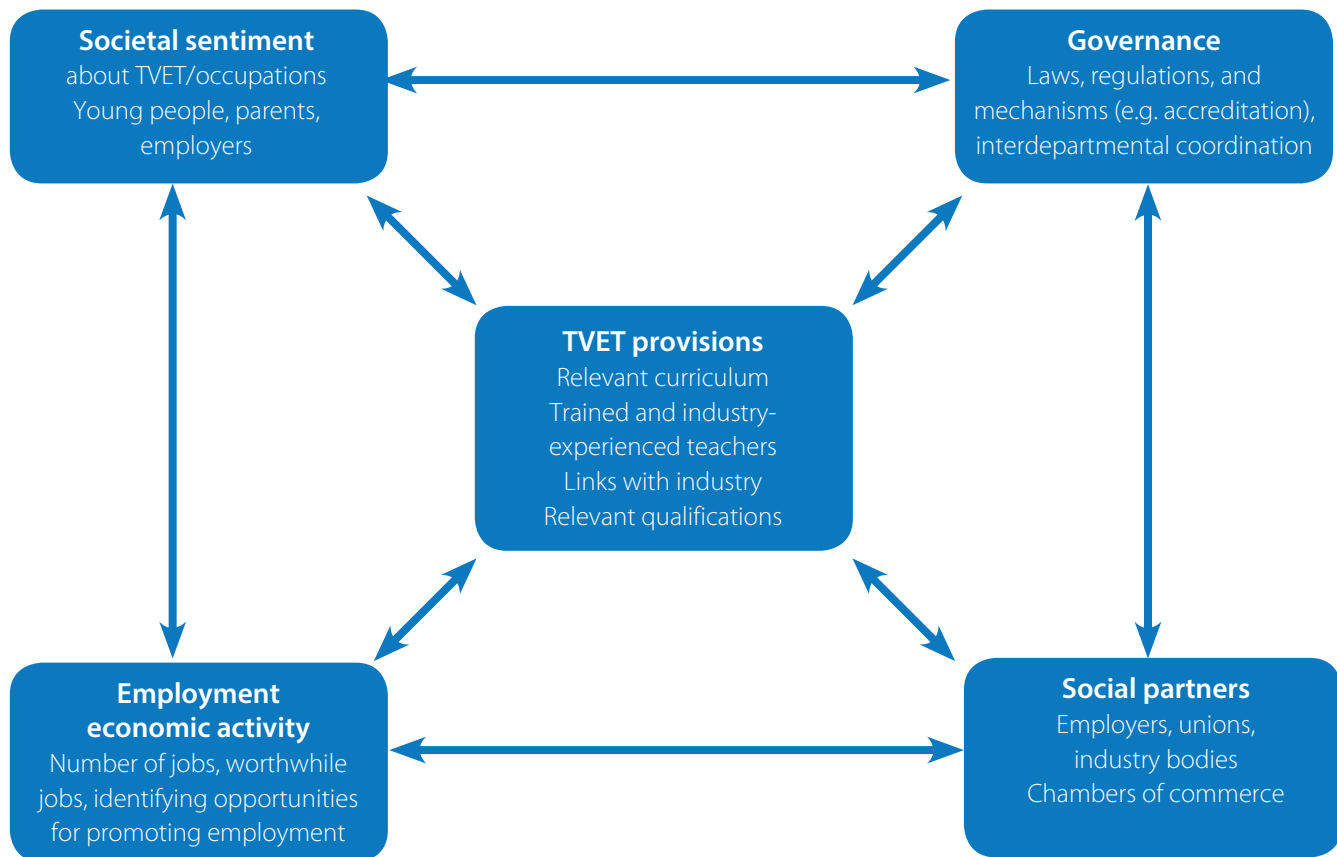 Societal sentiment
about TVET/occupations
Young people, parents,
employers
Governance
Laws, regulations, and
mechanisms (e.g. accreditation),
interdepartmental coordination
TVET provisions
Relevant curriculum
Trained and industry-
experienced teachers
Links with industry
Relevant qualifications
Employment
economic activity
Number of jobs, worthwhile
jobs, identifying opportunities
for promoting employment
Social partners
Employers, unions,
industry bodies
Chambers of commerce